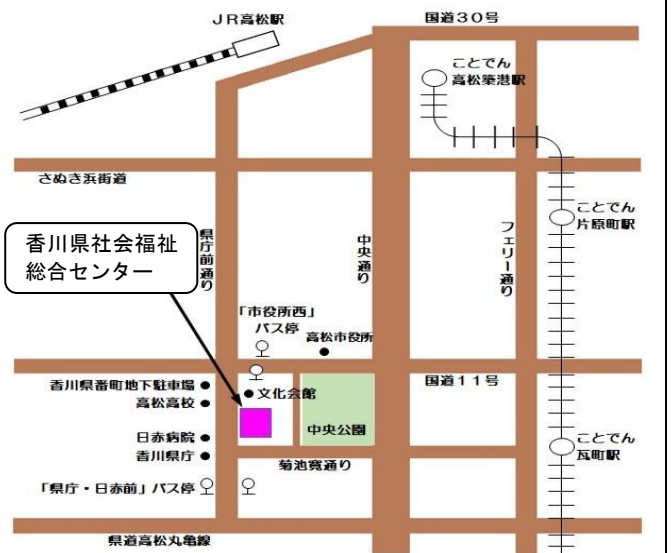 JR高松駅
国道30号
ことでん
高松築港駅
さぬき浜街道
ことでん
片原町駅
県庁前通り
中央通り
フェリー通り
香川県社会福祉
総合センター
「市役所西」
バス停
高松市役所
香川県番町地下駐車場
高松高校
文化会館
国道11号
日赤病院
香川県庁
中央公園
菊池寛通り
ことでん
瓦町駅
「県庁・日赤前」バス停
県道高松丸亀線